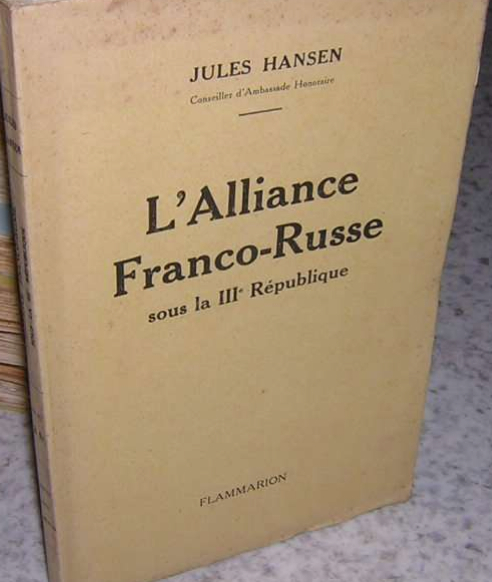 JULES HANSEN
Conseiller d'Ambassade Honoraire
L'Alliance
Franco-Russe
sous la IIIᵉ République
FLAMMARION